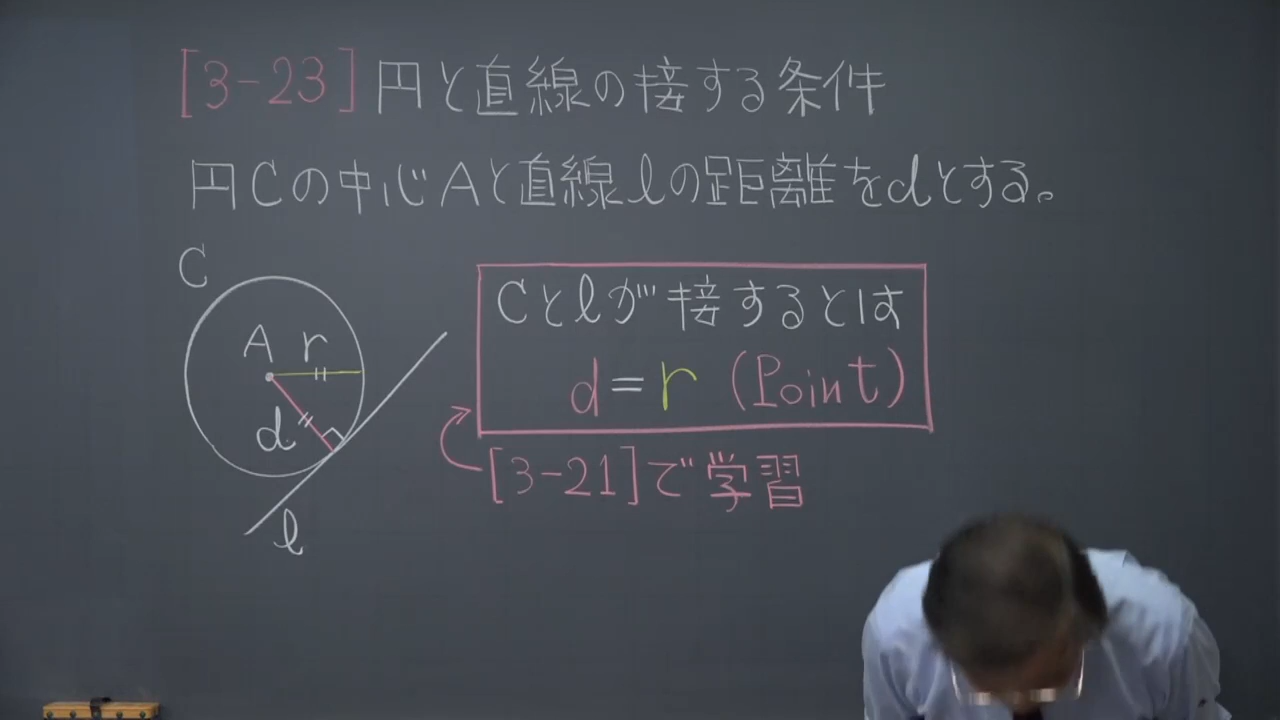 [3-23]円と直線の接する条件
円Cの中心Aと直線lの距離をdとする。
C
A r
d
l
Cとlが接するとは
d=r (Point)
[3-21]で学習